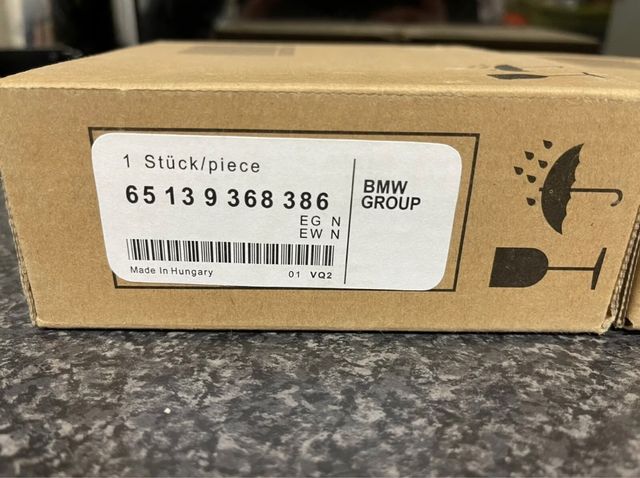 1 Stück/piece
65 13 9 368 386
EG N
EW N
Made In Hungary
01 VQ2
BMW
GROUP